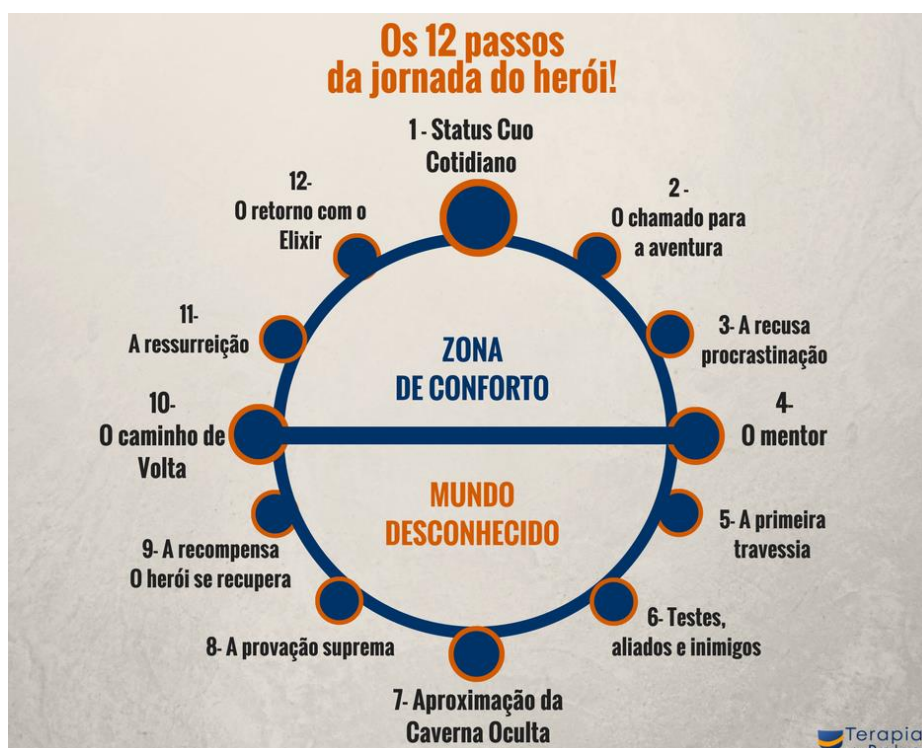 Os 12 passos
da jornada do herói!
1 - Status Cuo
Cotidiano
2 -
O chamado para
a aventura
3- A recusa
procrastinação
4-
O mentor
5- A primeira
travessia
6- Testes,
aliados e inimigos
7- Aproximação da
Caverna Oculta
8- A provação suprema
9- A recompensa
O herói se recupera
10-
O caminho de
Volta
11-
A ressurreição
12-
O retorno com o
Elixir
ZONA
DE CONFORTO
MUNDO
DESCONHECIDO
Terapia